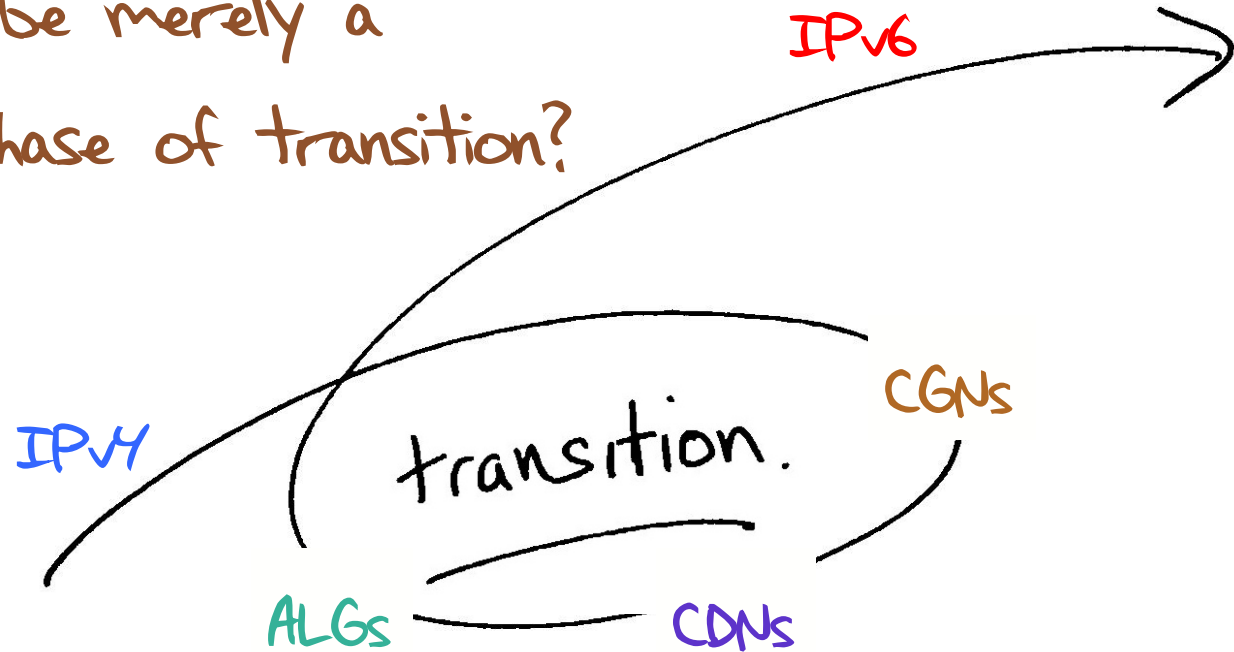 be merely a
hase of transition?
IPv6
IPv4
transition.
CGNs
ALGs
CDNs